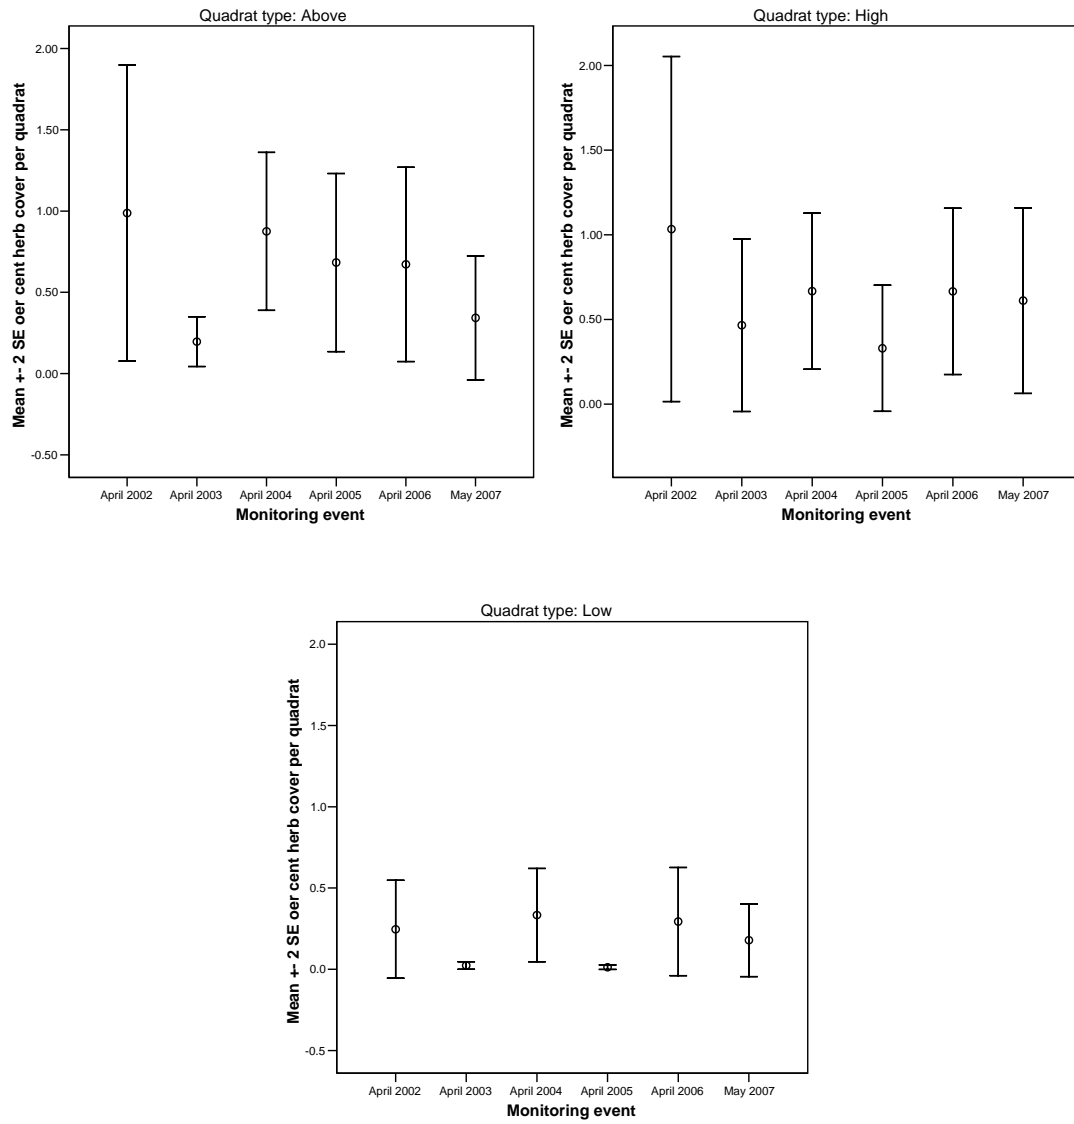 Quadrat type: Above
Mean +- 2 SE oer cent herb cover per quadrat
2.00
1.50
1.00
0.50
0.00
-0.50
April 2002 April 2003 April 2004 April 2005 April 2006 May 2007
Monitoring event
Quadrat type: High
Mean +- 2 SE oer cent herb cover per quadrat
2.00
1.50
1.00
0.50
0.00
April 2002 April 2003 April 2004 April 2005 April 2006 May 2007
Monitoring event
Quadrat type: Low
Mean +- 2 SE oer cent herb cover per quadrat
2.0
1.5
1.0
0.5
0.0
-0.5
April 2002 April 2003 April 2004 April 2005 April 2006 May 2007
Monitoring event